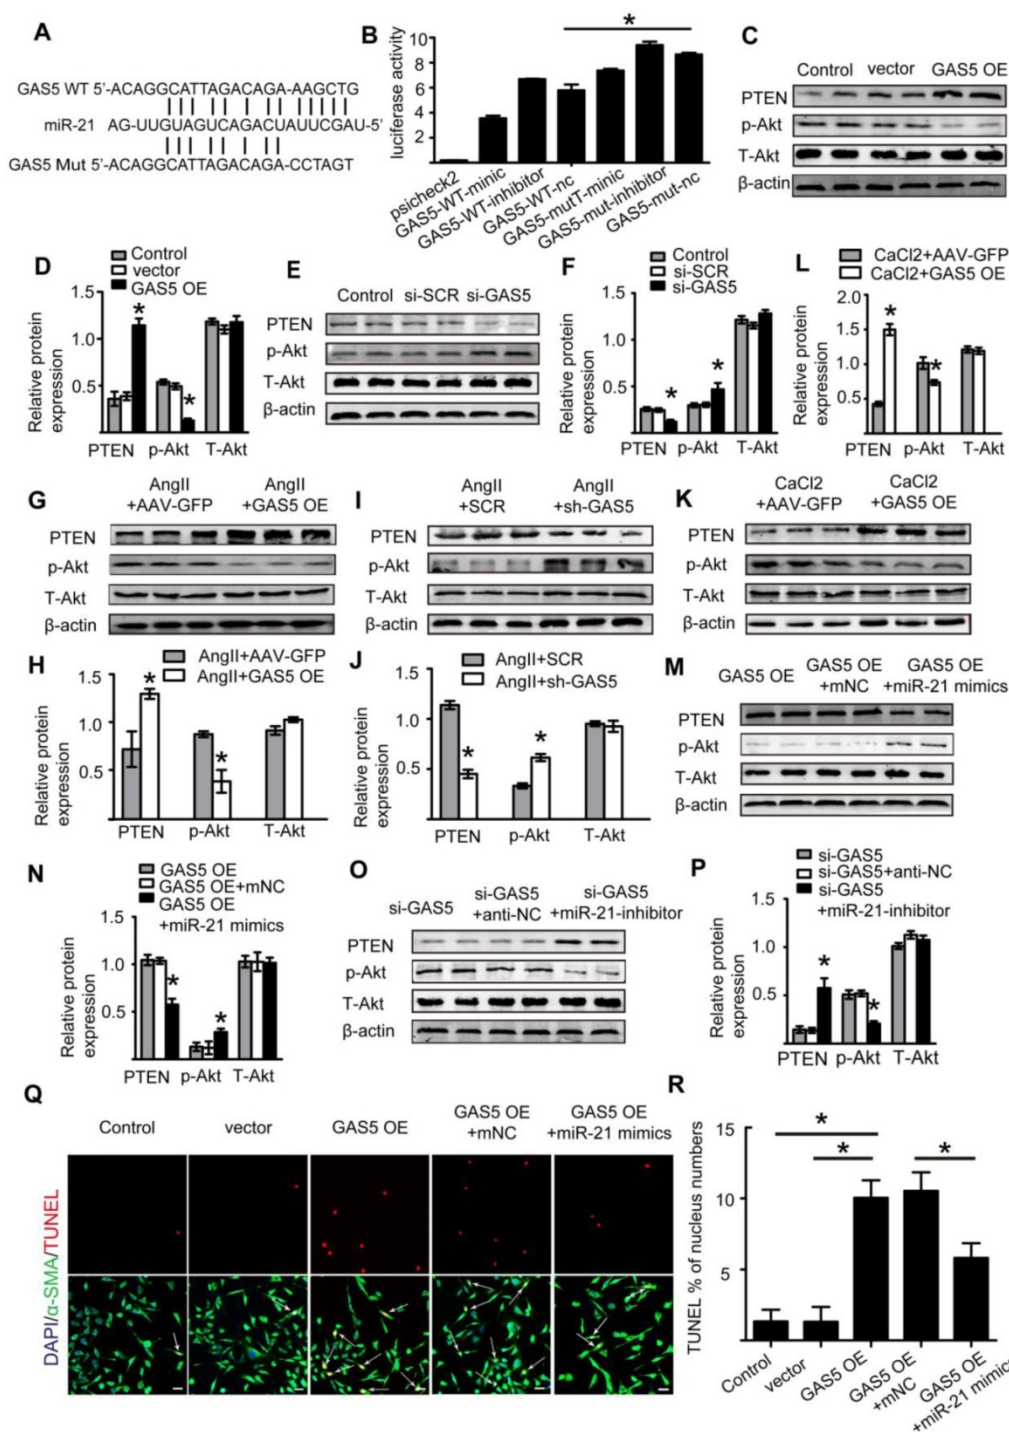 A
GAS5 WT 5'-ACAGGCATTAGACAGA-AAGCTG
miR-21 AG-UUGUAGUCAGACUAUUCGAU-5'
GAS5 Mut 5'-ACAGGCATTAGACAGA-CCTAGT
B
luciferase activity
10
8
6
4
2
*
psicheck2
GAS5-WT-minic
GAS5-WT-inhibitor
GAS5-WT-nc
GAS5-mutT-minic
GAS5-mut-inhibitor
GAS5-mut-nc
C
Control vector GAS5 OE
PTEN
p-Akt
T-Akt
β-actin
D
Control
vector
GAS5 OE
Relative protein
expression
1.5
1.0
0.5
*
*
PTEN p-Akt T-Akt
E
Control si-SCR si-GAS5
PTEN
p-Akt
T-Akt
β-actin
F
Control
si-SCR
si-GAS5
Relative protein
expression
1.5
1.0
0.5
0
*
*
PTEN p-Akt T-Akt
L
CaCl2+AAV-GFP
CaCl2+GAS5 OE
Relative protein
expression
2.0
1.5
1.0
0.5
0
*
*
PTEN p-Akt T-Akt
G
AngII AngII
+AAV-GFP +GAS5 OE
PTEN
p-Akt
T-Akt
β-actin
I
AngII AngII
+SCR +sh-GAS5
PTEN
p-Akt
T-Akt
β-actin
K
CaCl2 CaCl2
+AAV-GFP +GAS5 OE
PTEN
p-Akt
T-Akt
β-actin
H
AngII+AAV-GFP
AngII+GAS5 OE
Relative protein
expression
1.5
1.0
0.5
*
*
PTEN p-Akt T-Akt
J
AngII+SCR
AngII+sh-GAS5
Relative protein
expression
1.5
1.0
0.5
*
*
PTEN p-Akt T-Akt
M
GAS5 OE GAS5 OE GAS5 OE
+mNC +miR-21 mimics
PTEN
p-Akt
T-Akt
β-actin
N
GAS5 OE
GAS5 OE+mNC
GAS5 OE
+miR-21 mimics
Relative protein
expression
1.5
1.0
0.5
*
*
PTEN p-Akt T-Akt
O
si-GAS5 si-GAS5 si-GAS5
+anti-NC +miR-21-inhibitor
PTEN
p-Akt
T-Akt
β-actin
P
si-GAS5
si-GAS5+anti-NC
si-GAS5
+miR-21-inhibitor
Relative protein
expression
1.5
1.0
0.5
*
*
PTEN p-Akt T-Akt
Q
Control vector GAS5 OE GAS5 OE GAS5 OE
+mNC +miR-21 mimics
DAPI/α-SMA/TUNEL
R
TUNEL % of nucleus numbers
15
10
5
*
*
*
Control
vector
GAS5 OE
GAS5 OE
+mNC
GAS5 OE
+miR-21 mimics